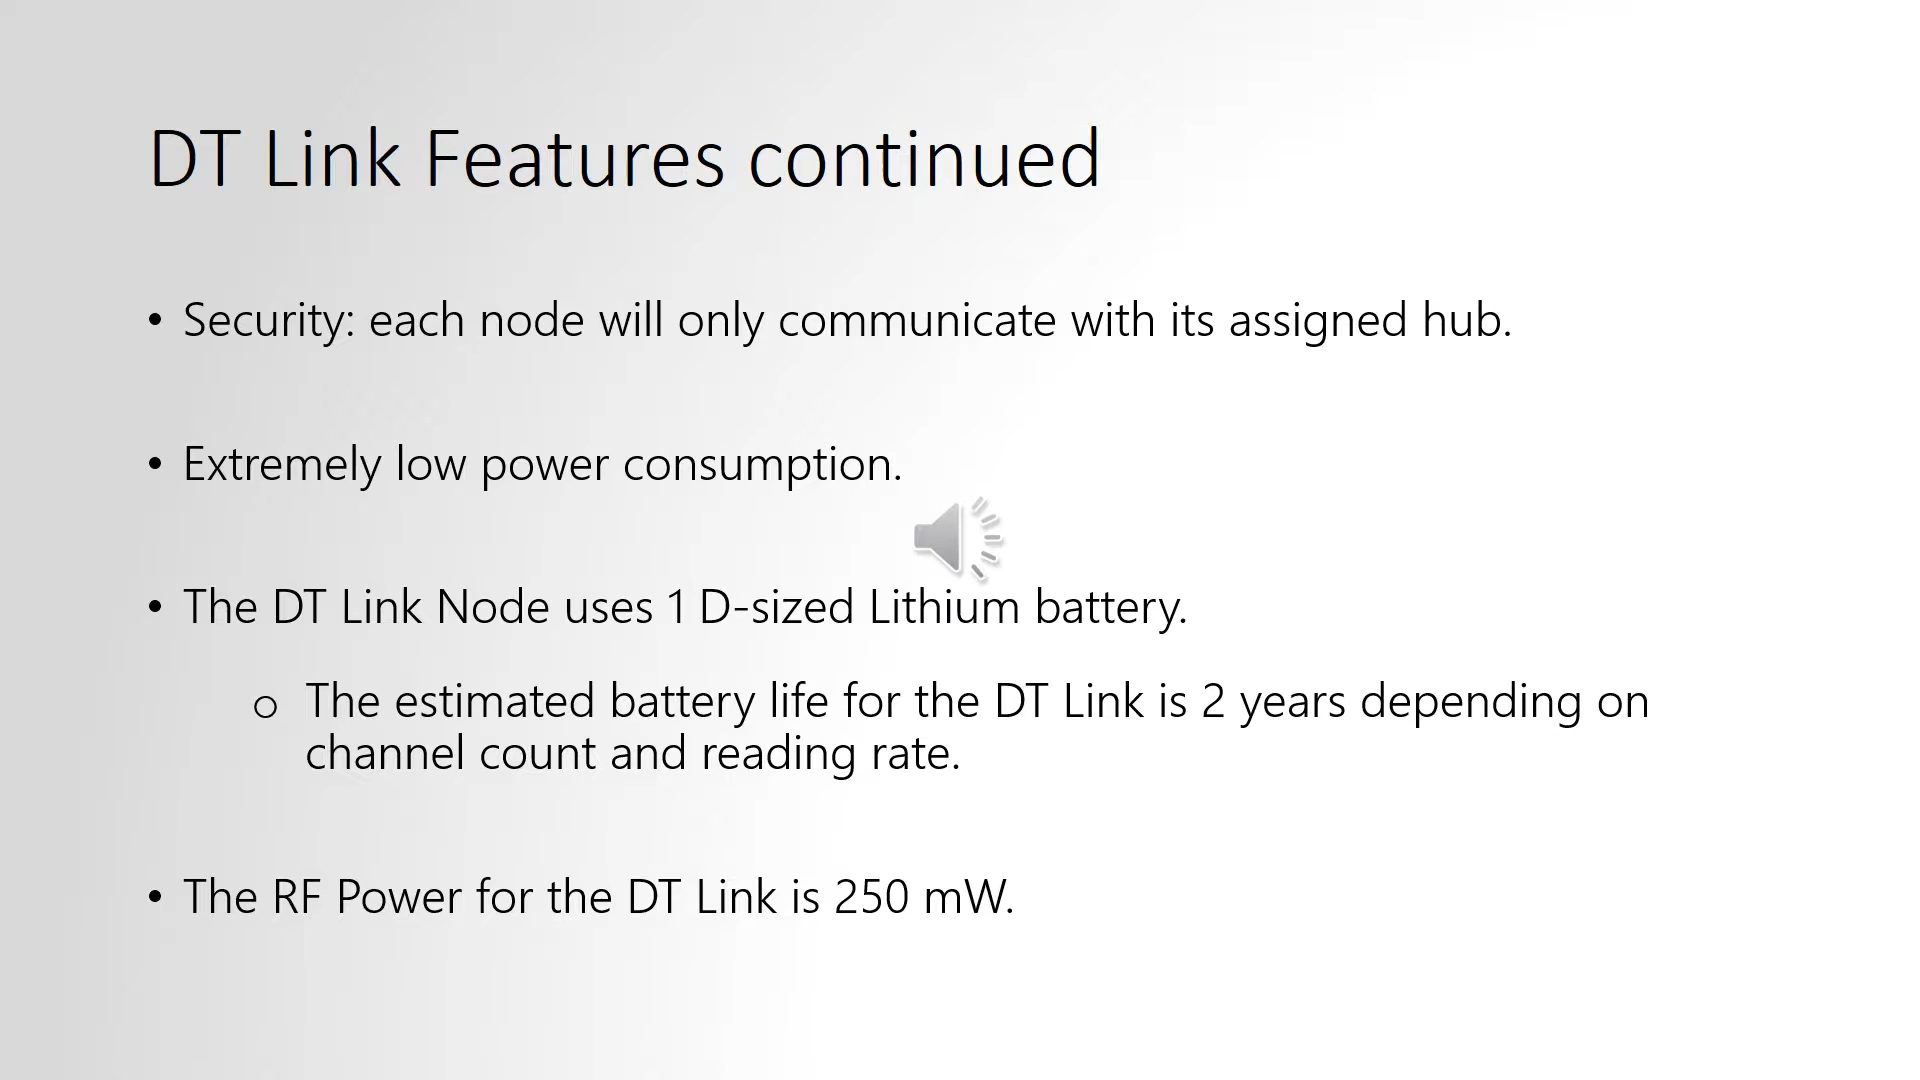 DT Link Features continued
• Security: each node will only communicate with its assigned hub.
• Extremely low power consumption.
• The DT Link Node uses 1 D-sized Lithium battery.
o The estimated battery life for the DT Link is 2 years depending on
channel count and reading rate.
• The RF Power for the DT Link is 250 mW.